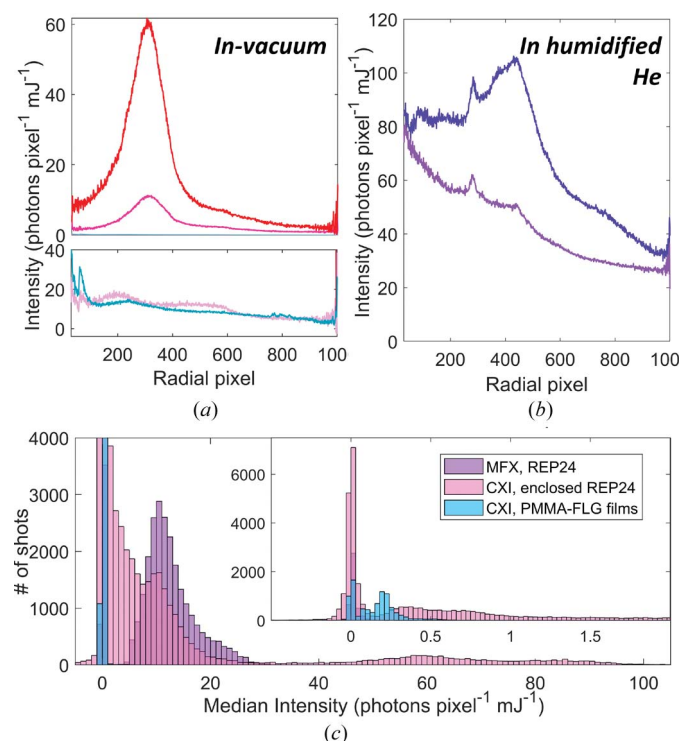 In-vacuum
Intensity (photons pixel⁻¹ mJ⁻¹)
60
40
20
0
40
20
0
200 400 600 800 1000
Radial pixel
(a)
In humidified
He
Intensity (photons pixel⁻¹ mJ⁻¹)
120
100
80
60
40
20
0
200 400 600 800 1000
Radial pixel
(b)
# of shots
4000
3000
2000
1000
0
6000
4000
2000
0
0 0.5 1 1.5
MFX, REP24
CXI, enclosed REP24
CXI, PMMA-FLG films
0 20 40 60 80 100
Median Intensity (photons pixel⁻¹ mJ⁻¹)
(c)